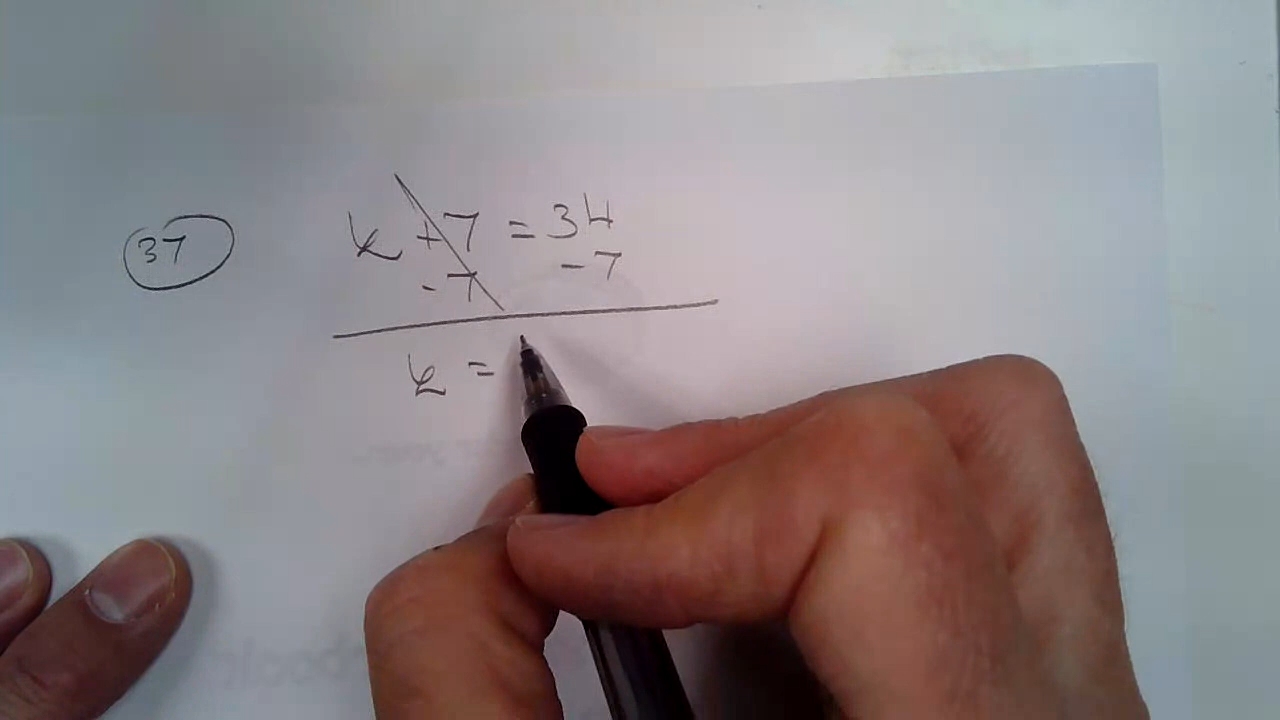 37
k + 7 = 34
- 7 - 7
k =